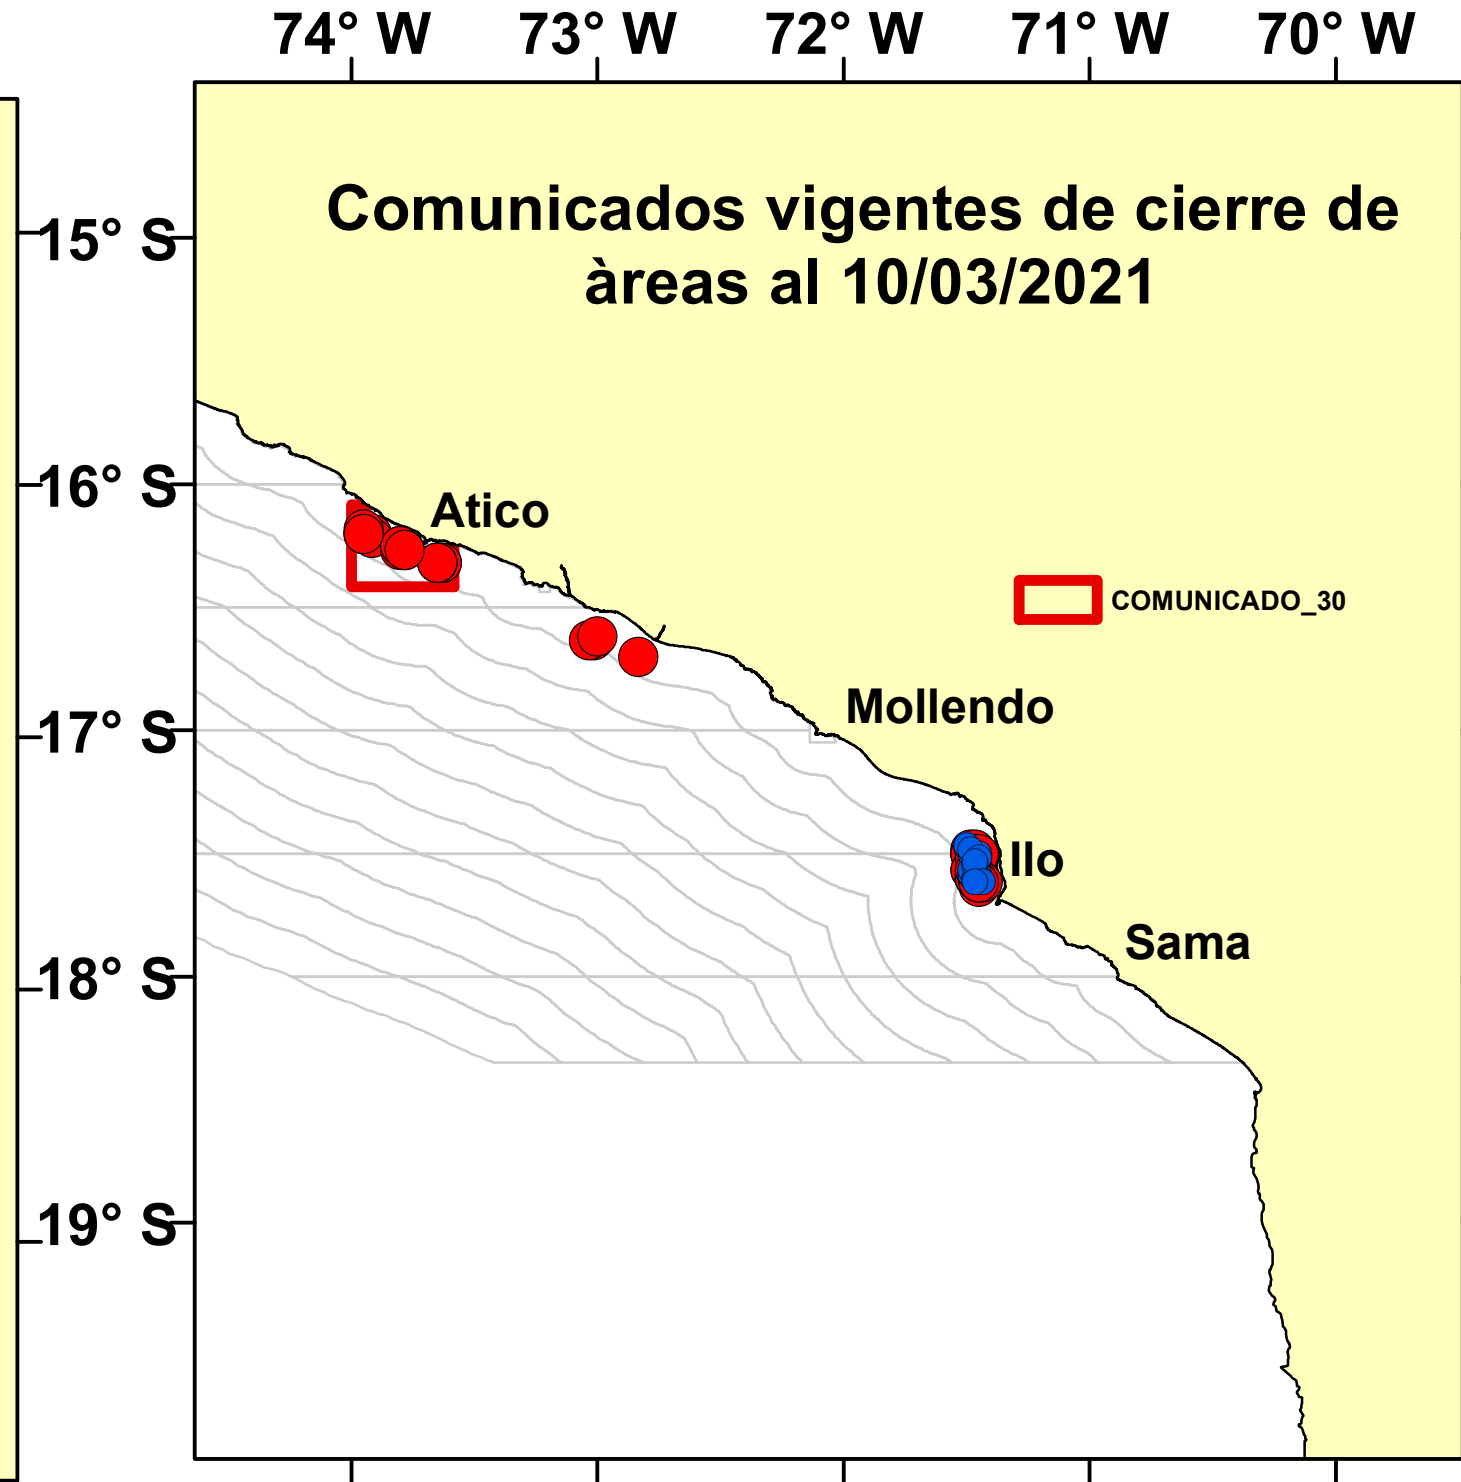 74° W 73° W 72° W 71° W 70° W
Comunicados vigentes de cierre de
àreas al 10/03/2021
15° S
16° S
Atico
COMUNICADO_30
Mollendo
17° S
Ilo
Sama
18° S
19° S